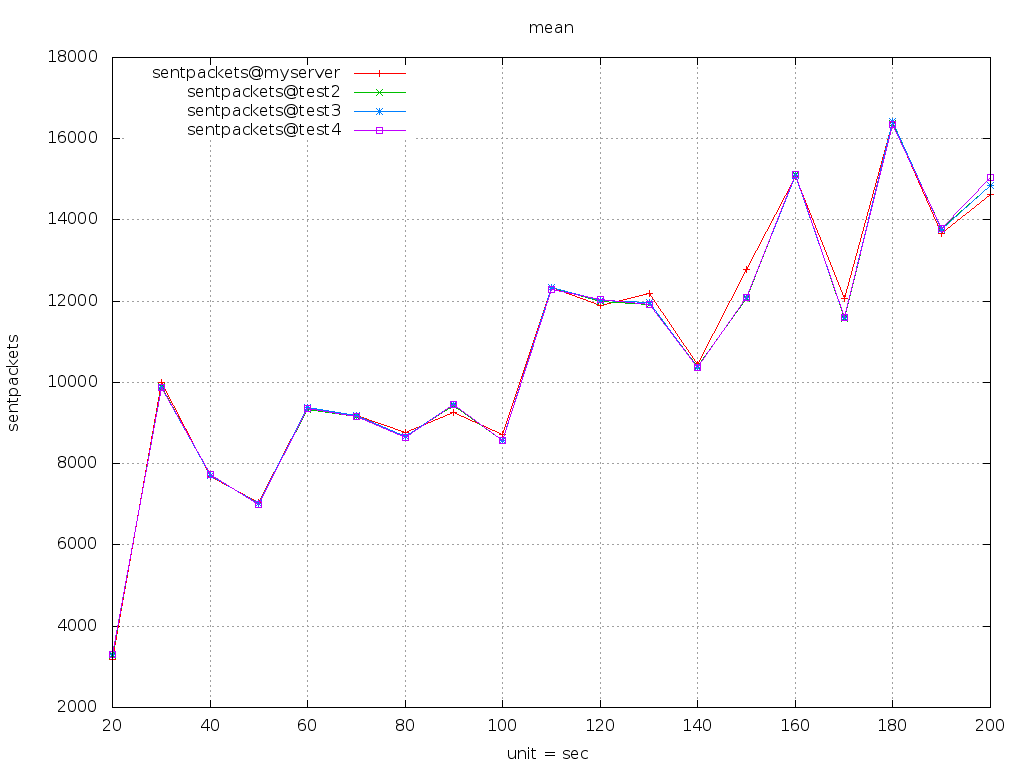 mean
18000
sentpackets@myserver
sentpackets@test2
sentpackets@test3
sentpackets@test4
16000
14000
12000
sentpackets
10000
8000
6000
4000
2000
20 40 60 80 100 120 140 160 180 200
unit = sec